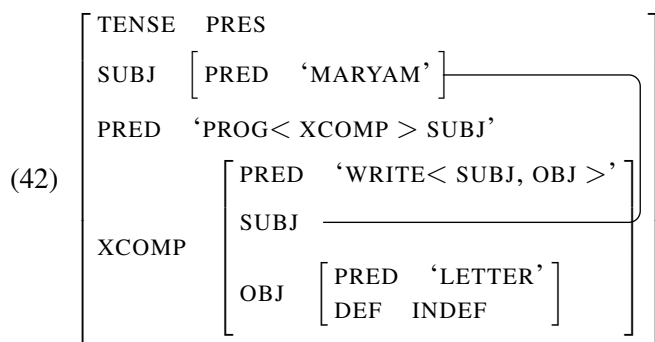 TENSE PRES
SUBJ [ PRED ‘MARYAM’ ]
PRED ‘PROG< XCOMP > SUBJ’
(42)
XCOMP
PRED ‘WRITE< SUBJ, OBJ >’
SUBJ
OBJ
PRED ‘LETTER’
DEF INDEF